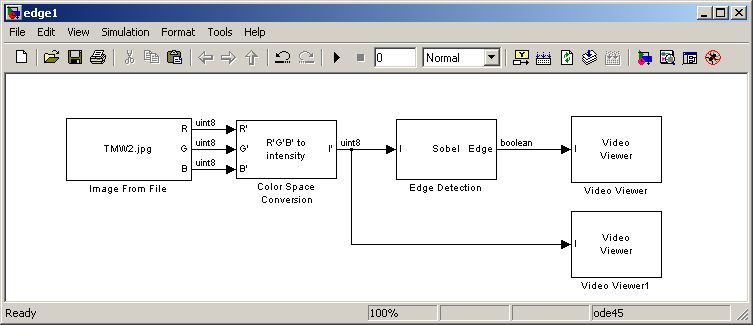 edge1
File Edit View Simulation Format Tools Help
0 Normal
TMW2.jpg R G B
Image From File
uint8
uint8
uint8
R' G' B' R'G'B' to intensity I'
Color Space
Conversion
uint8
I Sobel Edge
Edge Detection
boolean
I Video
Viewer
Video Viewer
I Video
Viewer
Video Viewer1
Ready 100% ode45